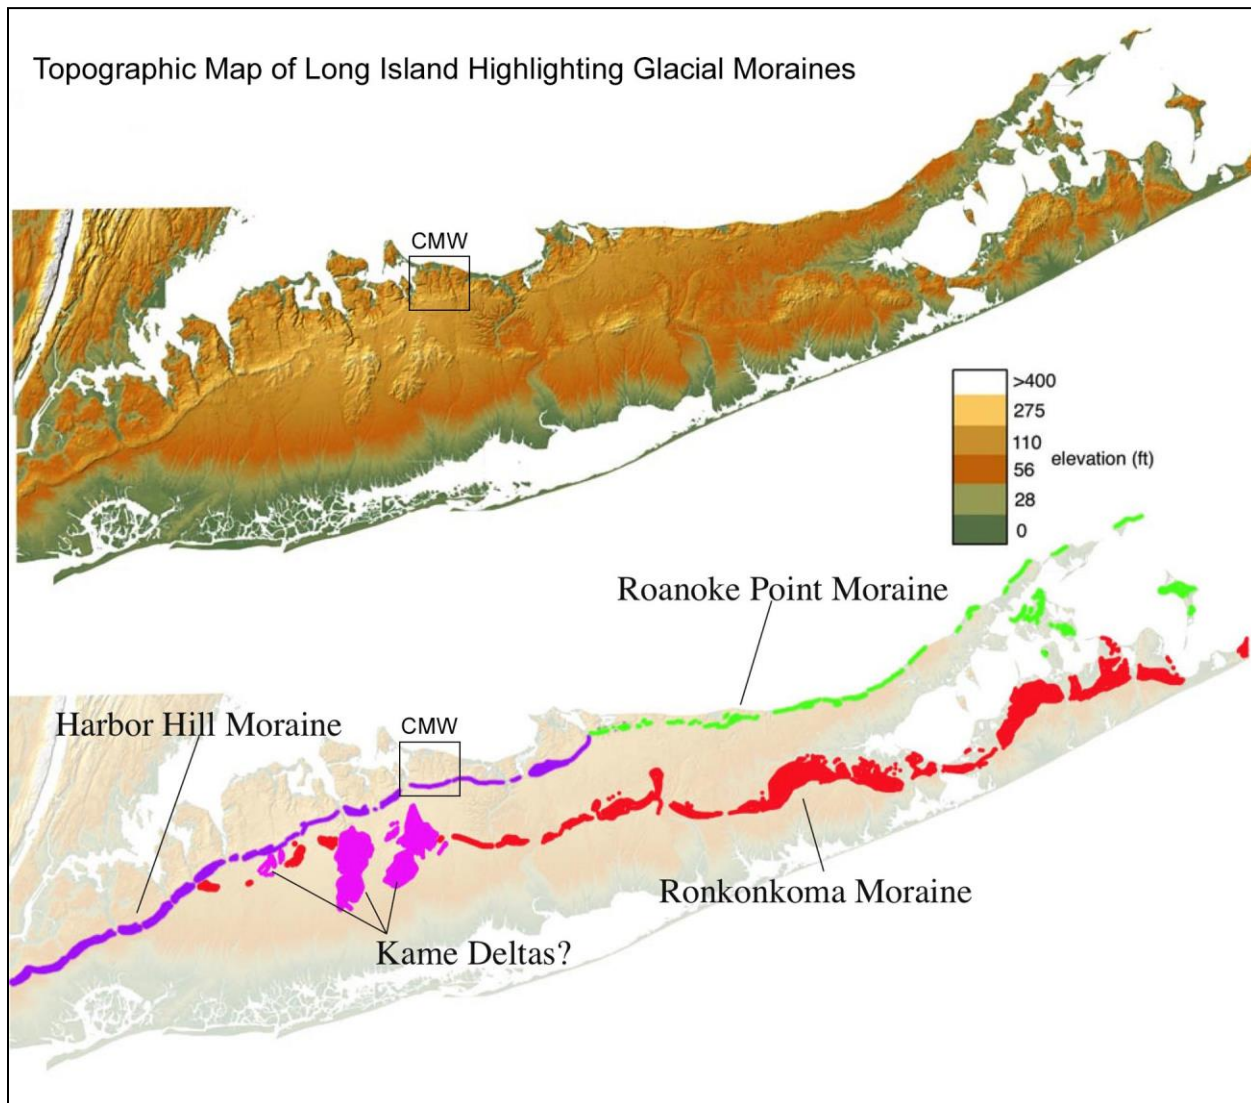 Topographic Map of Long Island Highlighting Glacial Moraines
CMW
>400
275
110
56
28
0
elevation (ft)
Roanoke Point Moraine
Harbor Hill Moraine
CMW
Ronkonkoma Moraine
Kame Deltas?